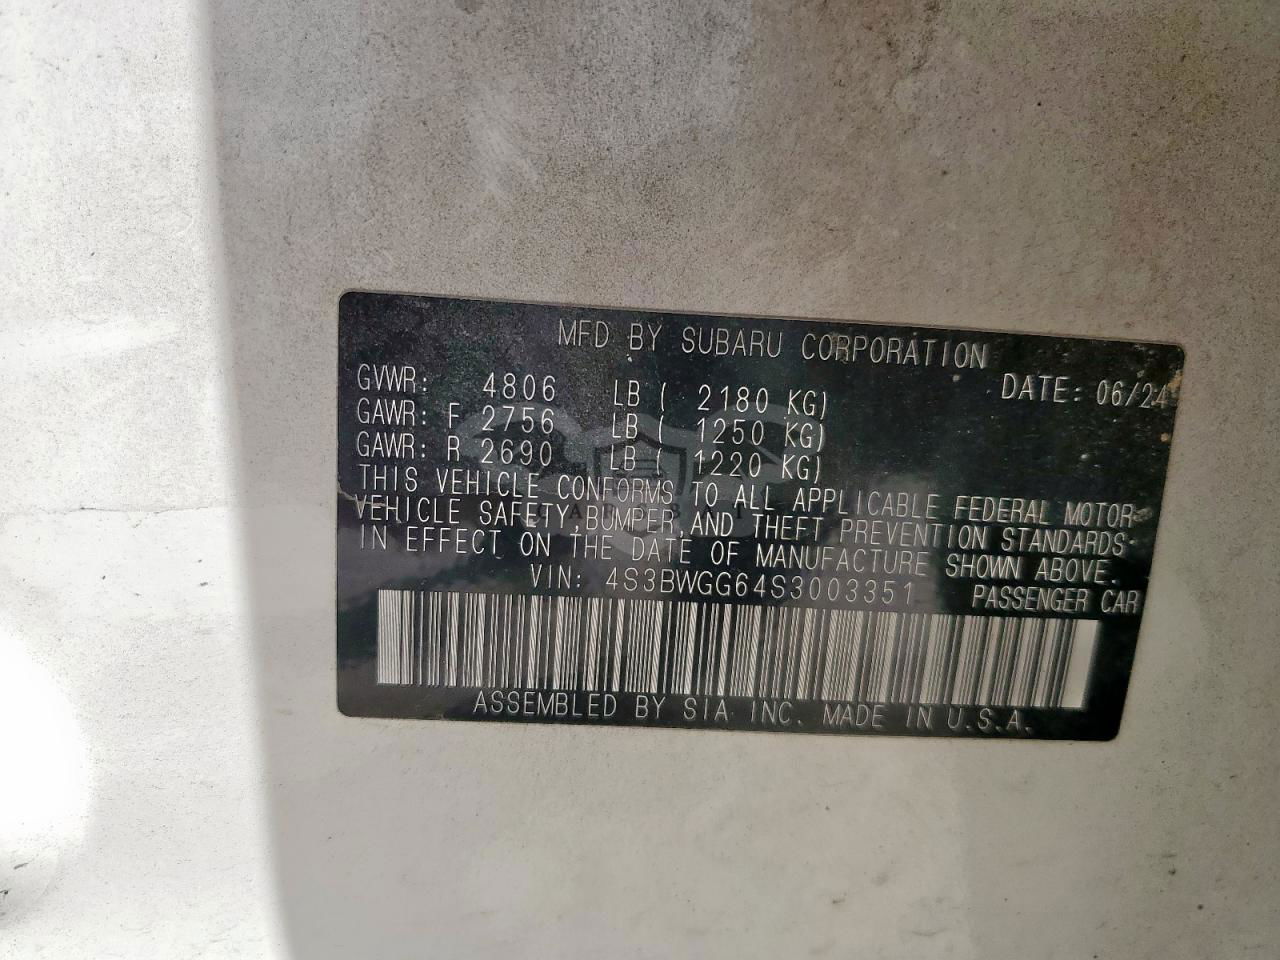 MFD BY SUBARU CORPORATION
GVWR: 4806 LB ( 2180 KG) DATE: 06/24
GAWR: F 2756 LB ( 1250 KG)
GAWR: R 2690 LB 1220 KG)
THIS VEHICLE CONFORMS TO ALL APPLICABLE FEDERAL MOTOR
VEHICLE SAFETY, BUMPER, AND THEFT PREVENTION STANDARDS
IN EFFECT ON THE DATE OF MANUFACTURE SHOWN ABOVE.
VIN: 4S3BWGG64S3003351 PASSENGER CAR
ASSEMBLED BY SIA INC. MADE IN U.S.A.